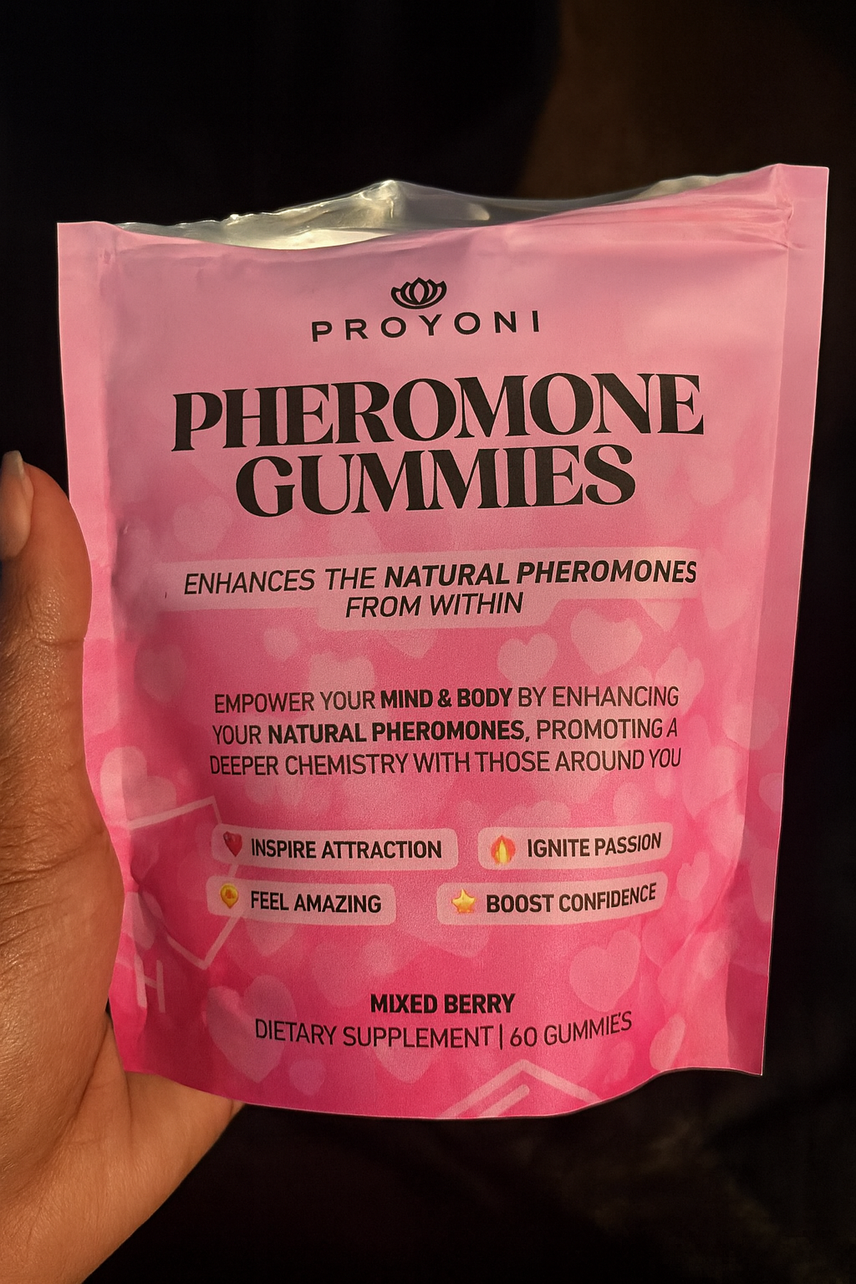 PROYONI
PHEROMONE
GUMMIES
ENHANCES THE NATURAL PHEROMONES
FROM WITHIN
EMPOWER YOUR MIND & BODY BY ENHANCING
YOUR NATURAL PHEROMONES, PROMOTING A
DEEPER CHEMISTRY WITH THOSE AROUND YOU
INSPIRE ATTRACTION
IGNITE PASSION
FEEL AMAZING
BOOST CONFIDENCE
H
MIXED BERRY
DIETARY SUPPLEMENT | 60 GUMMIES